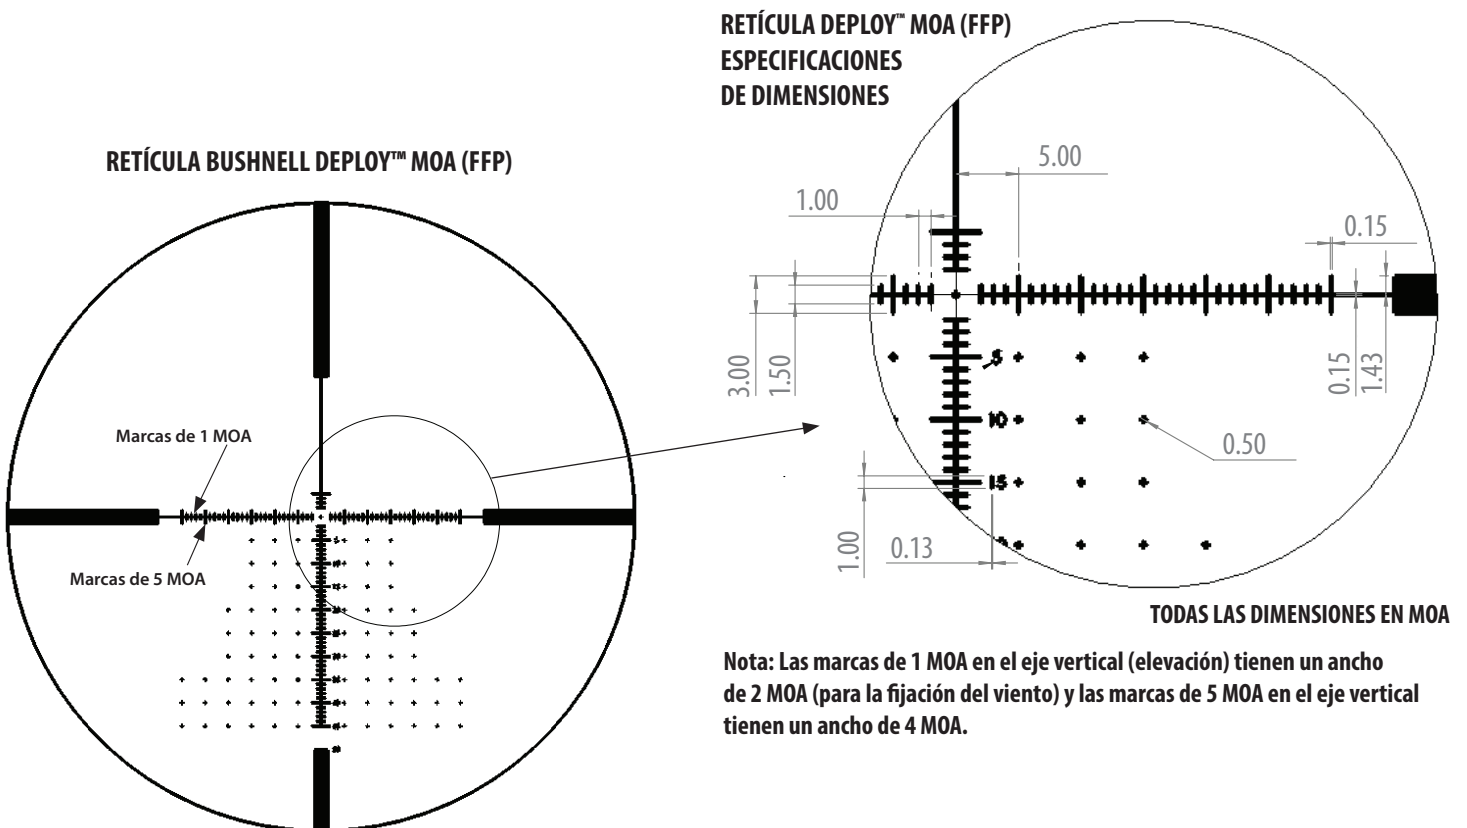 RETÍCULA DEPLOY™ MOA (FFP)
ESPECIFICACIONES
DE DIMENSIONES
RETÍCULA BUSHNELL DEPLOY™ MOA (FFP)
5.00
1.00
0.15
3.00
1.50
0.15
1.43
5
10
0.50
15
1.00
0.13
Marcas de 1 MOA
Marcas de 5 MOA
TODAS LAS DIMENSIONES EN MOA
Nota: Las marcas de 1 MOA en el eje vertical (elevación) tienen un ancho
de 2 MOA (para la fijación del viento) y las marcas de 5 MOA en el eje vertical
tienen un ancho de 4 MOA.